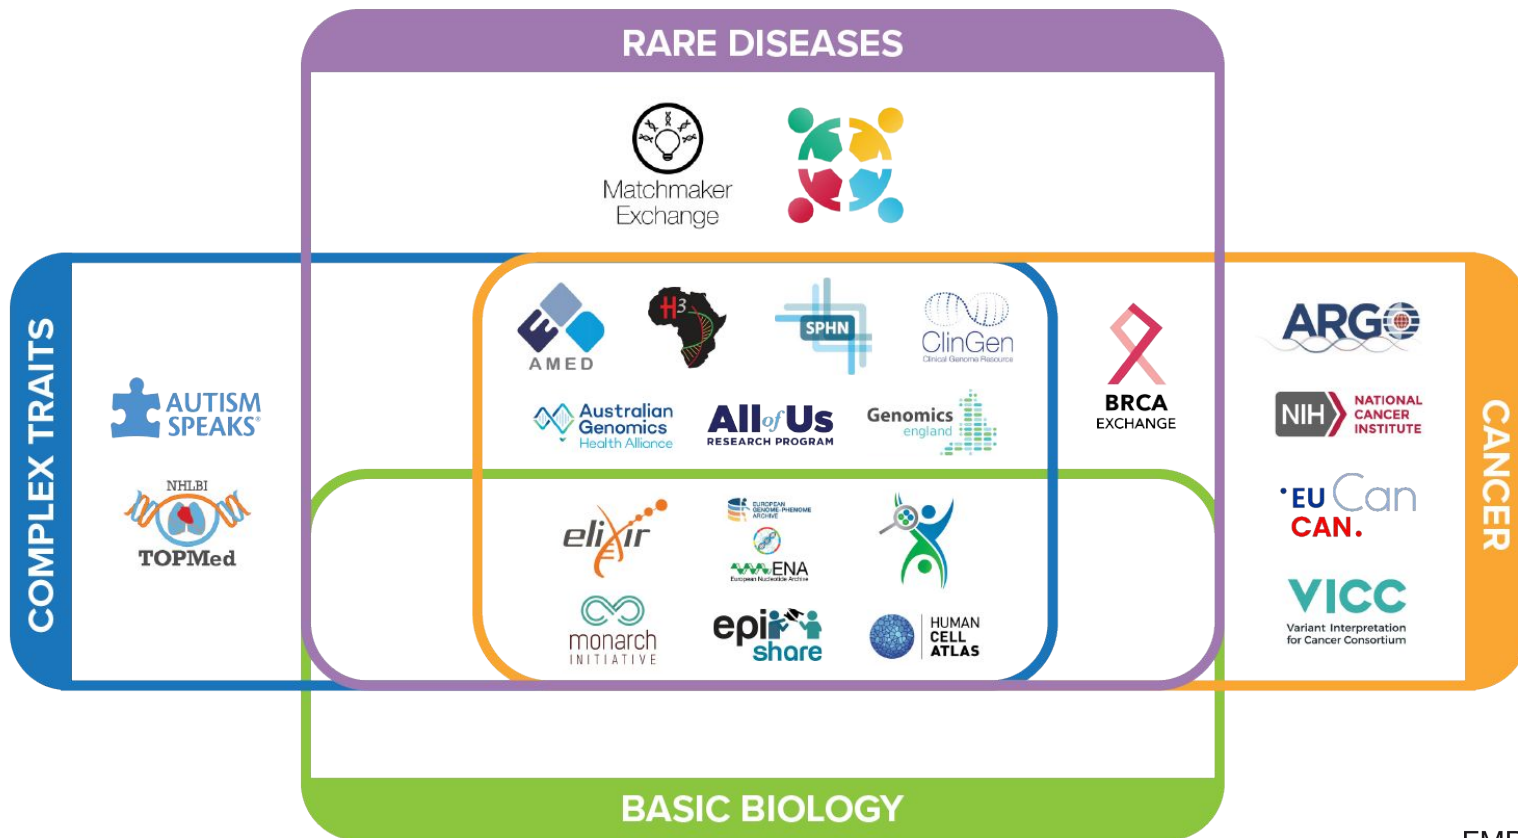 RARE DISEASES
Matchmaker
Exchange
COMPLEX TRAITS
AUTISM
SPEAKS®
NHLBI
TOPMed
AMED
H3
SPHN
ClinGen
Clinical Genome Resource
Australian
Genomics
Health Alliance
All of Us
RESEARCH PROGRAM
Genomics
england
BRCA
EXCHANGE
ARGO
NIH
NATIONAL
CANCER
INSTITUTE
EUCan
CAN.
VICC
Variant Interpretation
for Cancer Consortium
CANCER
elixir
EUROPEAN
GENOME-PHENOME
ARCHIVE
ENA
European Nucleotide Archive
monarch
INITIATIVE
epi
share
HUMAN
CELL
ATLAS
BASIC BIOLOGY